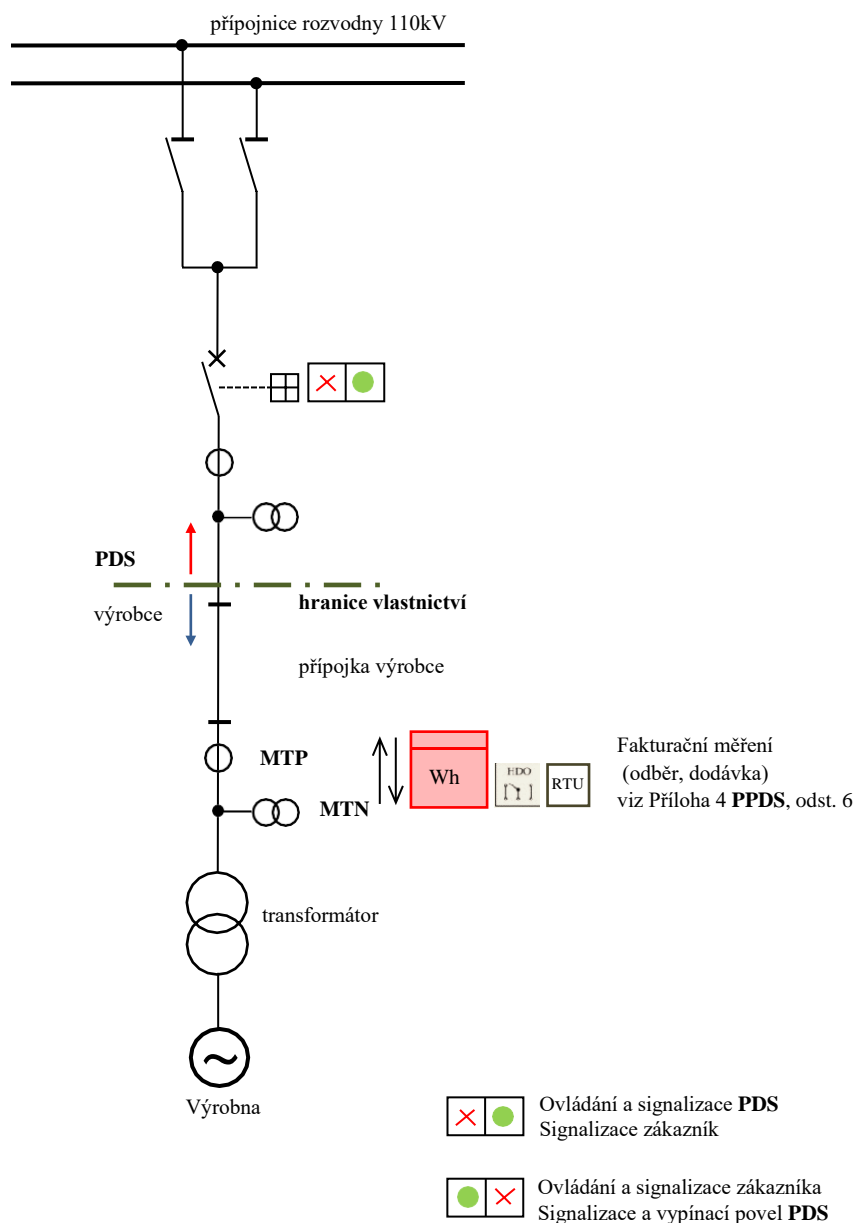 přípojnice rozvodny 110kV
PDS
výrobce
hranice vlastnictví
přípojka výrobce
MTP
MTN
Wh
HDO
RTU
Fakturační měření
(odběr, dodávka)
viz Příloha 4 PPDS, odst. 6
transformátor
Výrobna
Ovládání a signalizace PDS
Signalizace zákazník
Ovládání a signalizace zákazníka
Signalizace a vypínací povel PDS